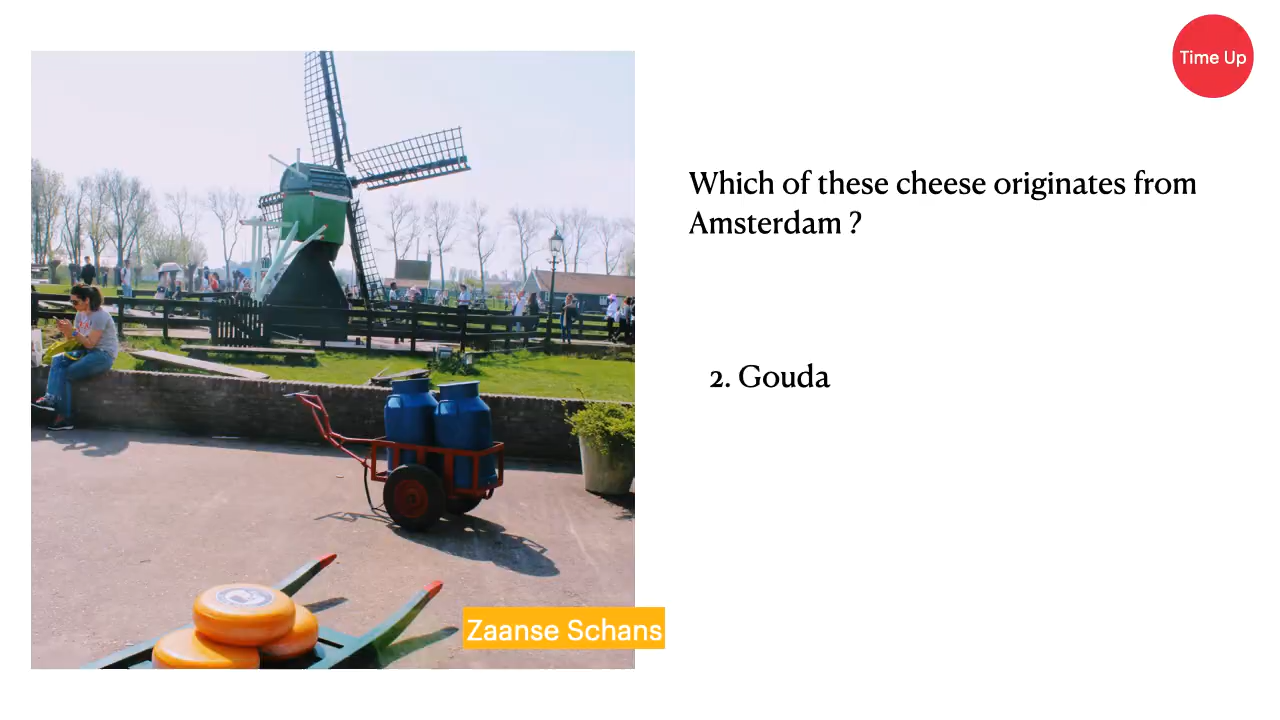 Time Up
Which of these cheese originates from
Amsterdam ?
2. Gouda
Zaanse Schans